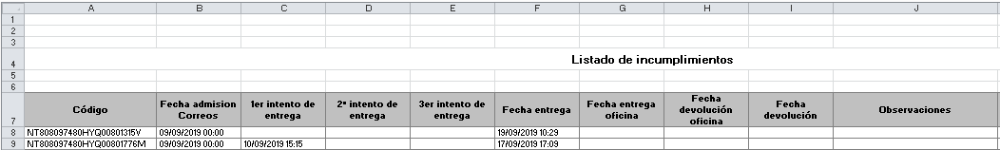 A B C D E F G H I J
1
2
3
4 Listado de incumplimientos
5
6
7 Código Fecha admision Correos 1er intento de entrega 2º intento de entrega 3er intento de entrega Fecha entrega Fecha entrega oficina Fecha devolución oficina Fecha devolución Observaciones
8 NT808097480HYQ00801315V 09/09/2019 00:00 19/09/2019 10:29
9 NT808097480HYQ00801776M 09/09/2019 00:00 10/09/2019 15:15 17/09/2019 17:09